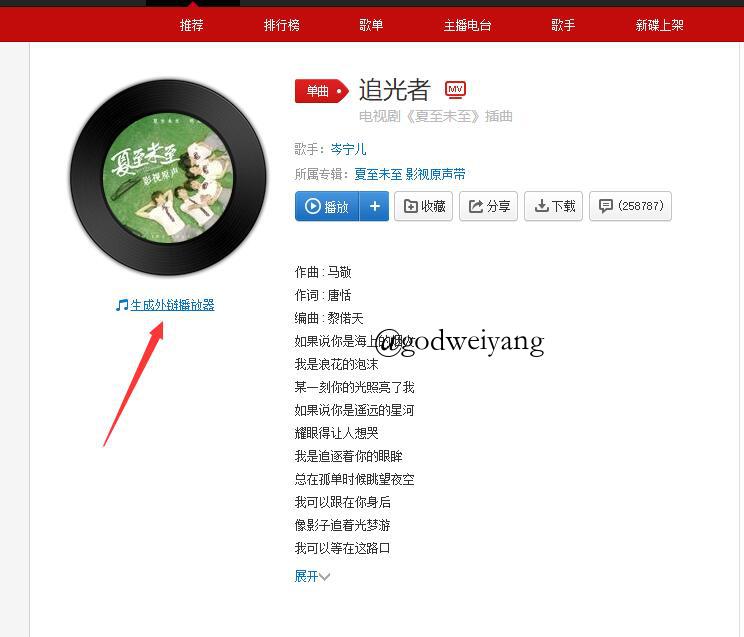 推荐 排行榜 歌单 主播电台 歌手 新碟上架
单曲 追光者 MV
电视剧《夏至未至》插曲
歌手：岑宁儿
所属专辑：夏至未至 影视原声带
播放 + 收藏 分享 下载 (258787)
夏至未至
影视原声
生成外链播放器
作曲 : 马敬
作词 : 唐恬
编曲 : 黎偌天
如果说你是海上的
@godweiyang
我是浪花的泡沫
某一刻你的光照亮了我
如果说你是遥远的星河
耀眼得让人想哭
我是追逐着你的眼眸
总在孤单时候眺望夜空
我可以跟在你身后
像影子追着光梦游
我可以等在这路口
展开